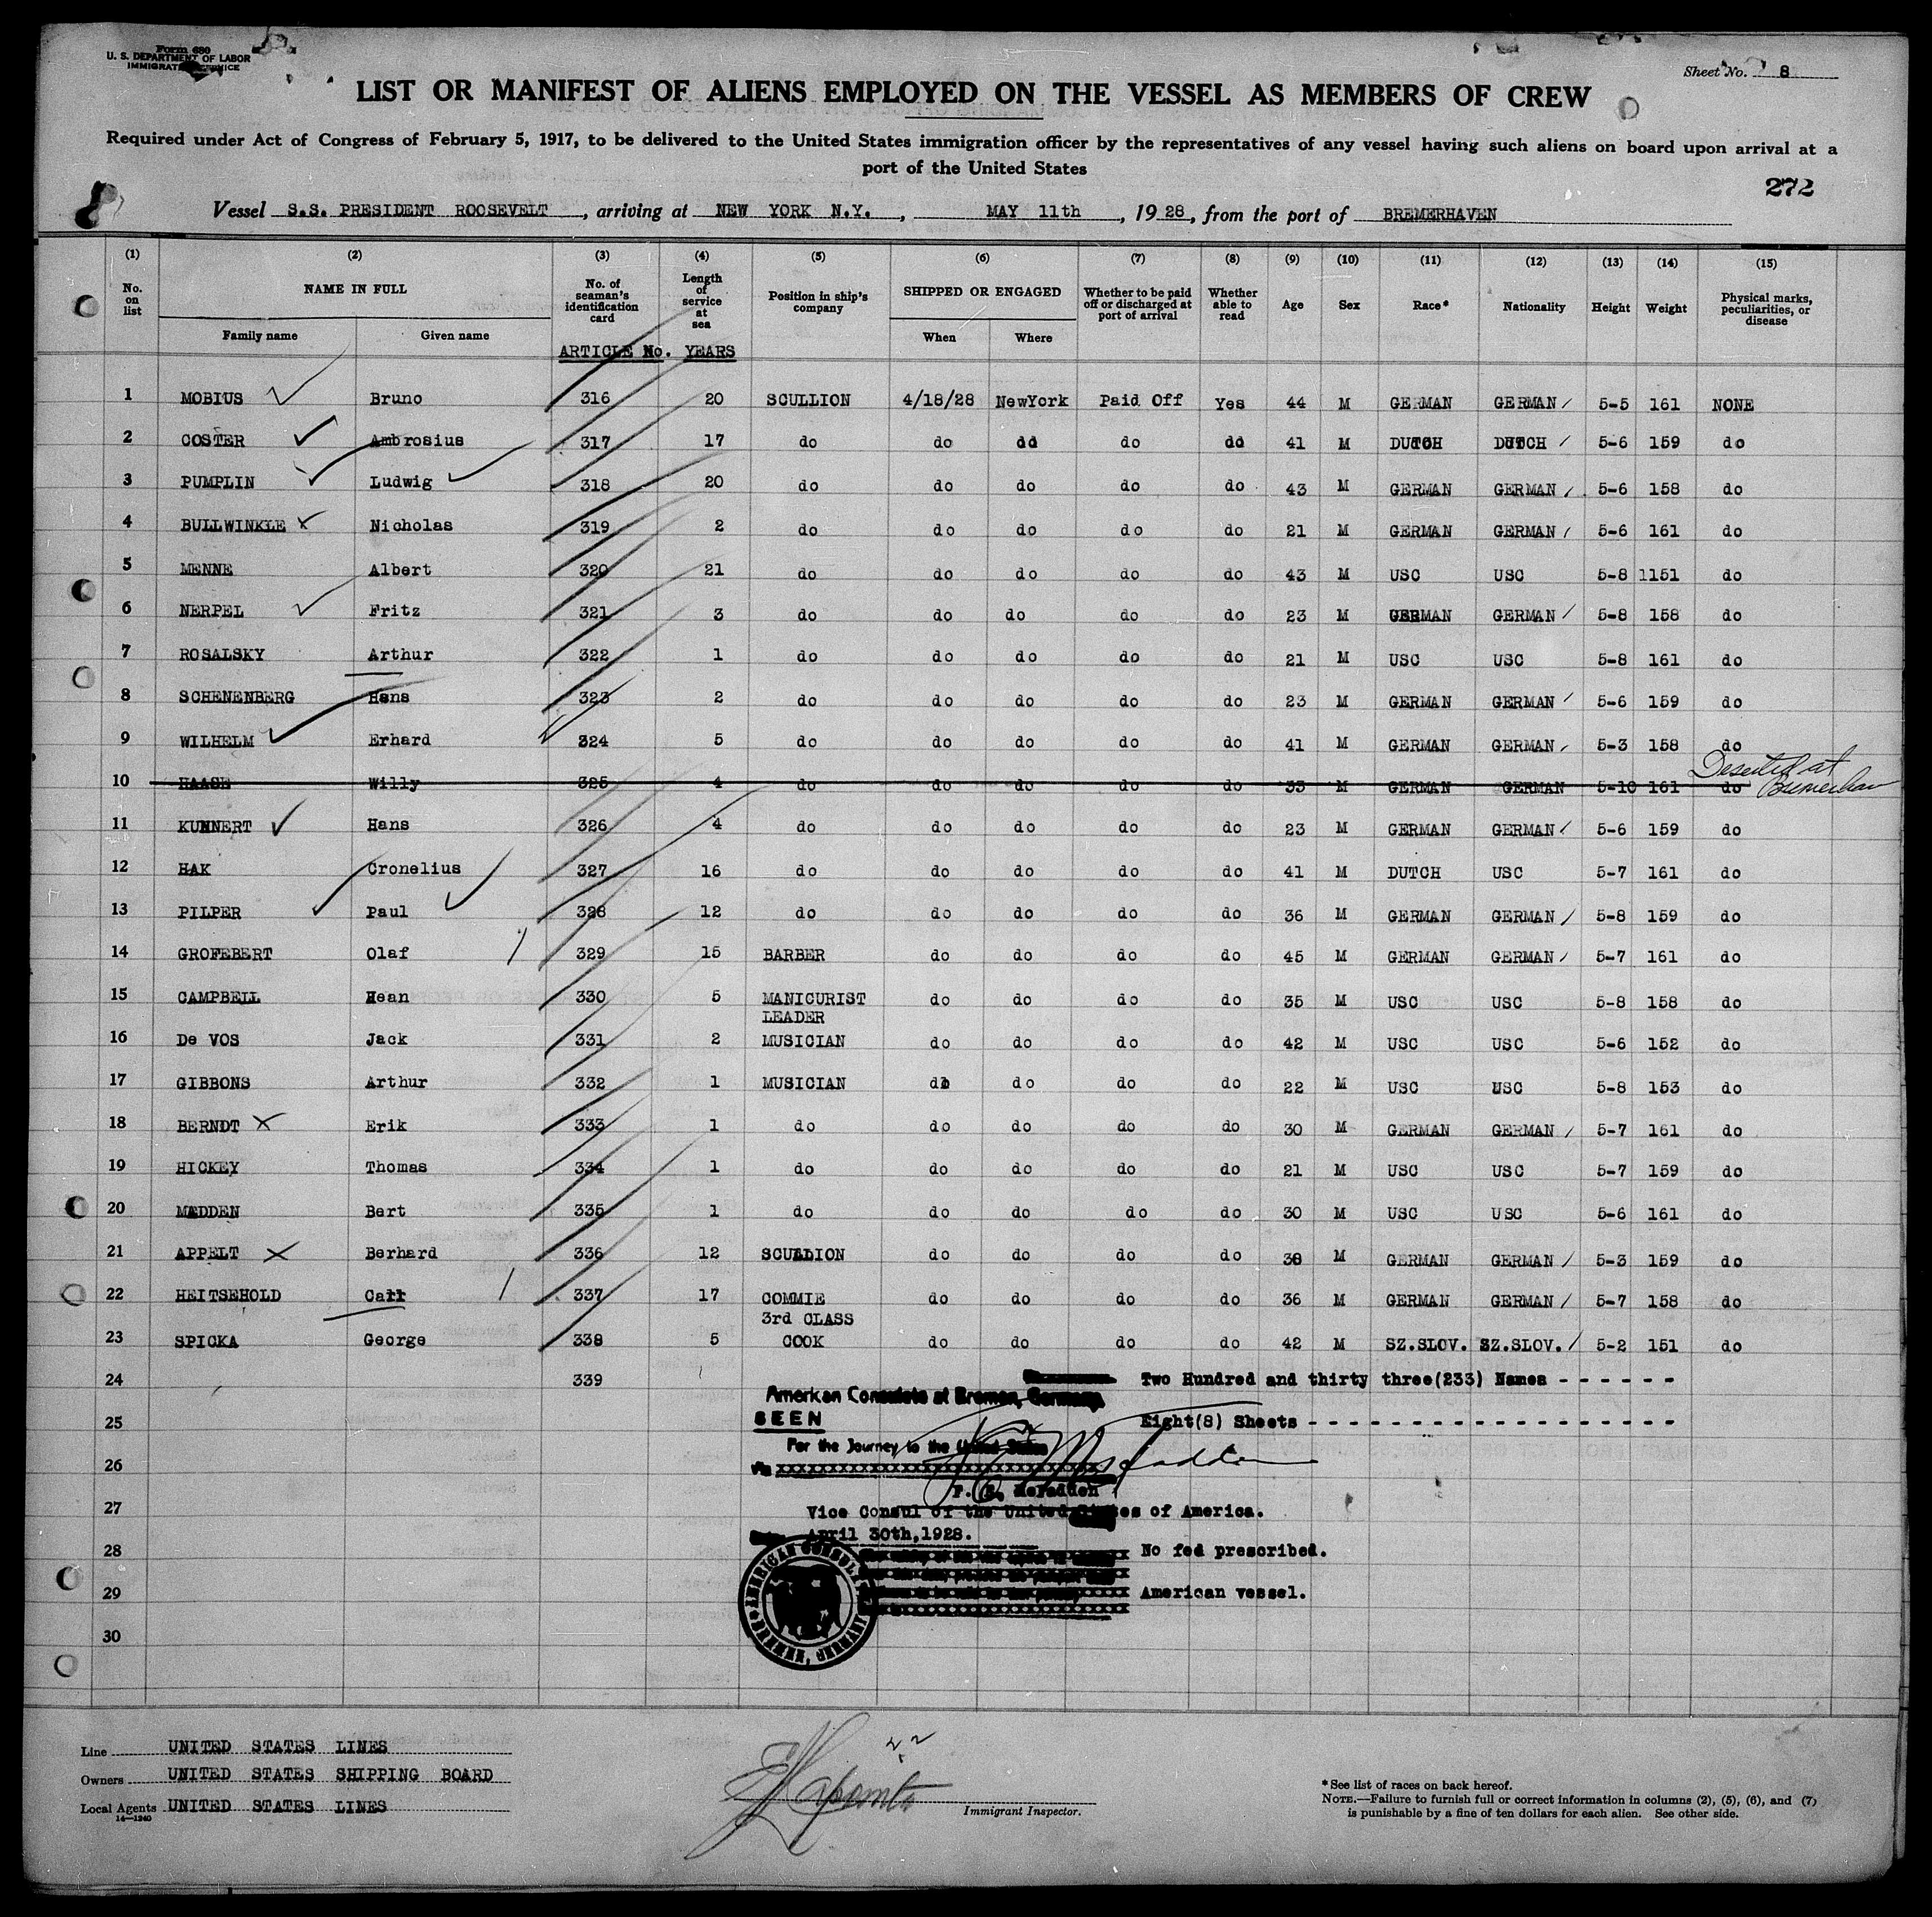 Form 680
U. S. DEPARTMENT OF LABOR
IMMIGRATION SERVICE
Sheet No. 8
LIST OR MANIFEST OF ALIENS EMPLOYED ON THE VESSEL AS MEMBERS OF CREW
Required under Act of Congress of February 5, 1917, to be delivered to the United States immigration officer by the representatives of any vessel having such aliens on board upon arrival at a
port of the United States
272
Vessel S.S. PRESIDENT ROOSEVELT, arriving at NEW YORK N.Y., MAY 11th, 1928, from the port of BREMERHAVEN
(1) (2) (3) (4) (5) (6) (7) (8) (9) (10) (11) (12) (13) (14) (15)
No. on list NAME IN FULL No. of seaman's identification card Length of service at sea Position in ship's company SHIPPED OR ENGAGED Whether to be paid off or discharged at port of arrival Whether able to read Age Sex Race* Nationality Height Weight Physical marks, peculiarities, or disease
Family name Given name When Where
ARTICLE No. YEARS
1 MOBIUS Bruno 316 20 SCULLION 4/18/28 NewYork Paid Off Yes 44 M GERMAN GERMAN 5-5 161 NONE
2 COSTER Ambrosius 317 17 do do do do do 41 M DUTCH DUTCH 5-6 159 do
3 PUMPLIN Ludwig 318 20 do do do do do 43 M GERMAN GERMAN 5-6 158 do
4 BULLWINKLE Nicholas 319 2 do do do do do 21 M GERMAN GERMAN 5-6 161 do
5 MENNE Albert 320 21 do do do do do 43 M USC USC 5-8 1151 do
6 NERPEL Fritz 321 3 do do do do do 23 M GERMAN GERMAN 5-8 158 do
7 ROSALSKY Arthur 322 1 do do do do do 21 M USC USC 5-8 161 do
8 SCHENENBERG Hans 323 2 do do do do do 23 M GERMAN GERMAN 5-6 159 do
9 WILHELM Erhard 324 5 do do do do do 41 M GERMAN GERMAN 5-3 158 do
10 HAASE Willy 325 4 do do do do do 33 M GERMAN GERMAN 5-10 161 do Deserted at Bremerhav
11 KUNNERT Hans 326 4 do do do do do 23 M GERMAN GERMAN 5-6 159 do
12 HAK Cronelius 327 16 do do do do do 41 M DUTCH USC 5-7 161 do
13 PILPER Paul 328 12 do do do do do 36 M GERMAN GERMAN 5-8 159 do
14 GROFEBERT Olaf 329 15 BARBER do do do do 45 M GERMAN GERMAN 5-7 161 do
15 CAMPBELL Hean 330 5 MANICURIST do do do do 35 M USC USC 5-8 158 do
LEADER
16 De VOS Jack 331 2 MUSICIAN do do do do 42 M USC USC 5-6 152 do
17 GIBBONS Arthur 332 1 MUSICIAN do do do do 22 M USC USC 5-8 153 do
18 BERNDT Erik 333 1 do do do do do 30 M GERMAN GERMAN 5-7 161 do
19 HICKEY Thomas 334 1 do do do do do 21 M USC USC 5-7 159 do
20 MADDEN Bert 335 1 do do do do do 30 M USC USC 5-6 161 do
21 APPELT Berhard 336 12 SCULLION do do do do 38 M GERMAN GERMAN 5-3 159 do
22 HEITSEHOLD Carl 337 17 COMMIE do do do do 36 M GERMAN GERMAN 5-7 158 do
3rd CLASS
23 SPICKA George 338 5 COOK do do do do 42 M SZ.SLOV. SZ.SLOV. 5-2 151 do
24 339 Two Hundred and thirty three(233) Names - - - - - -
American Consulate at Bremen, Germany.
25 SEEN Eight(8) Sheets - - - - - - - - - - - - - - - - - - -
For the Journey to the United States
26 Via xxxxxxxxxxxxxxxxxxxxxxxxxxxxxxxxx
McFadden
27 Vice Consul of the United States of America.
April 30th,1928.
28 No fed prescribed.
29 American vessel.
30
AMERICAN CONSULATE BREMEN, GERMANY
Line UNITED STATES LINES
Owners UNITED STATES SHIPPING BOARD
Local Agents UNITED STATES LINES
14—1240
Immigrant Inspector.
*See list of races on back hereof.
NOTE.—Failure to furnish full or correct information in columns (2), (5), (6), and (7)
is punishable by a fine of ten dollars for each alien. See other side.